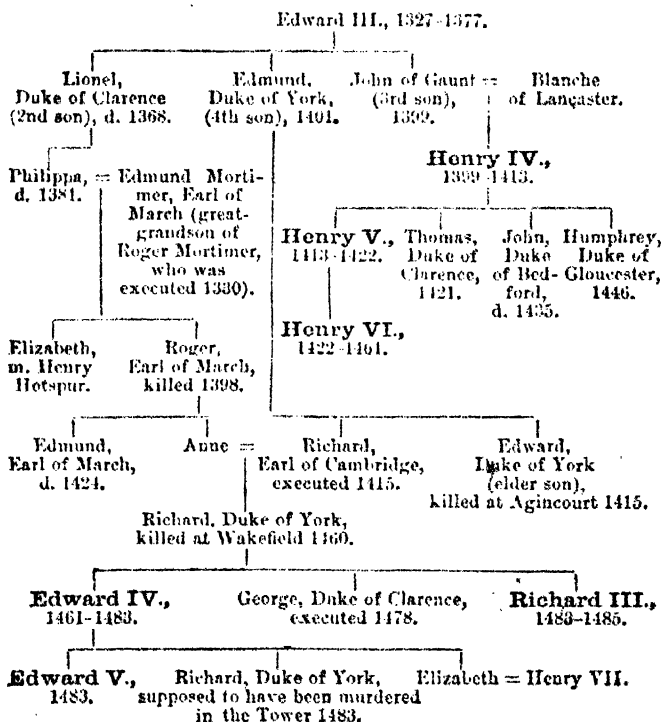 Edward III., 1327-1377.
Lionel,
Duke of Clarence
(2nd son), d. 1368.
Edmund,
Duke of York,
(4th son), 1401.
John of Gaunt =
(3rd son),
1399.
Blanche
of Lancaster.
Henry IV.,
1399-1413.
Philippa, =
d. 1381.
Edmund Morti-
mer, Earl of
March (great-
grandson of
Roger Mortimer,
who was
executed 1330).
Henry V.,
1413-1422.
Thomas,
Duke of
Clarence,
1421.
John,
Duke
of Bed-
ford,
d. 1435.
Humphrey,
Duke of
Gloucester,
1446.
Henry VI.,
1422-1461.
Elizabeth,
m. Henry
Hotspur.
Roger,
Earl of March,
killed 1398.
Edmund,
Earl of March,
d. 1424.
Anne =
Richard,
Earl of Cambridge,
executed 1415.
Edward,
Duke of York
(elder son),
killed at Agincourt 1415.
Richard, Duke of York,
killed at Wakefield 1460.
Edward IV.,
1461-1483.
George, Duke of Clarence,
executed 1478.
Richard III.,
1483-1485.
Edward V.,
1483.
Richard, Duke of York,
supposed to have been murdered
in the Tower 1483.
Elizabeth = Henry VII.